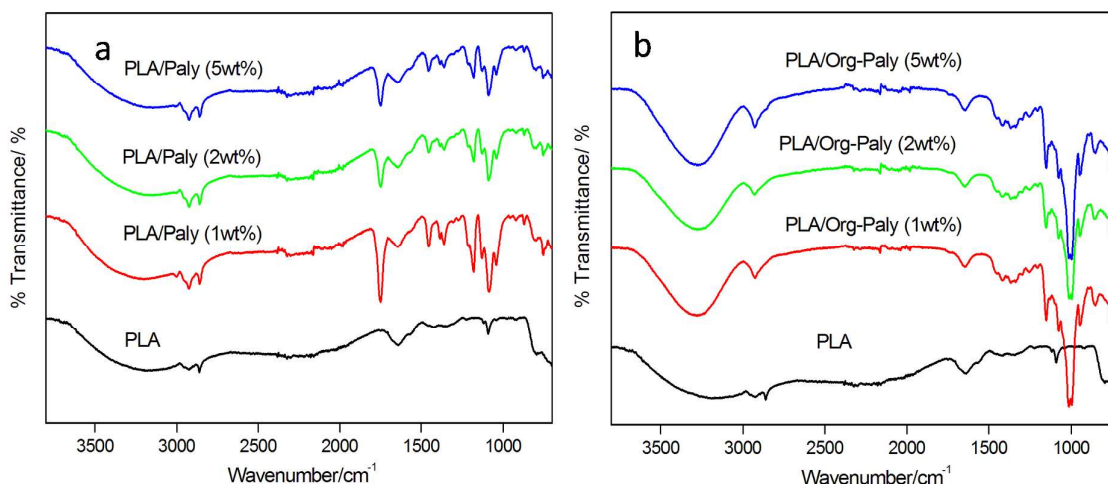 a
PLA/Paly (5wt%)
PLA/Paly (2wt%)
PLA/Paly (1wt%)
PLA
% Transmittance/ %
3500 3000 2500 2000 1500 1000
Wavenumber/cm-1
b
PLA/Org-Paly (5wt%)
PLA/Org-Paly (2wt%)
PLA/Org-Paly (1wt%)
PLA
% Transmittance/ %
3500 3000 2500 2000 1500 1000
Wavenumber/cm-1